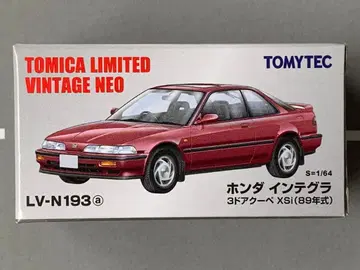 TOMICA LIMITED
VINTAGE NEO
TOMYTEC
S=1/64
LV-N193ⓐ
ホンダ インテグラ
3ドアクーペ XSi(89年式)